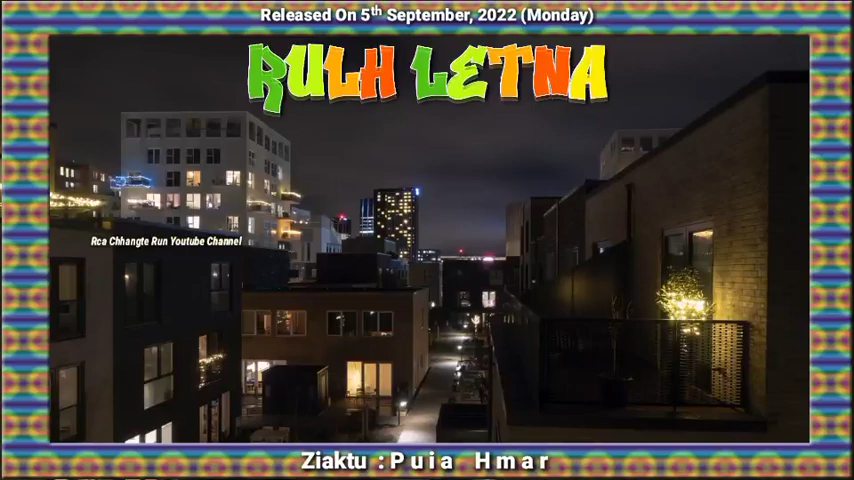 Released On 5th September, 2022 (Monday)
RULH LETNA
Rca Chhangte Run Youtube Channel
Ziaktu : Puia Hmar